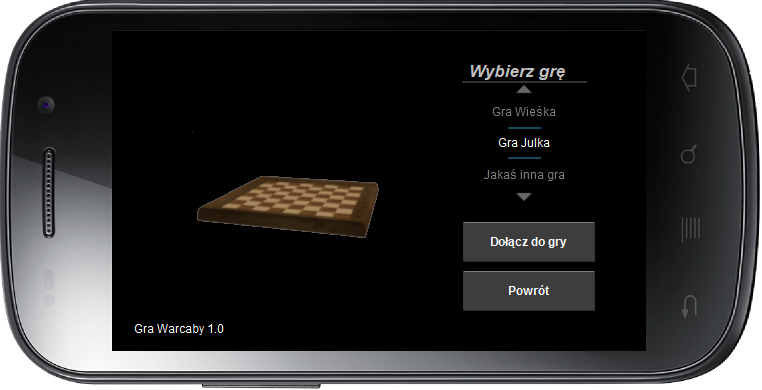 Wybierz grę
Gra Wieśka
Gra Julka
Jakaś inna gra
Dołącz do gry
Powrót
Gra Warcaby 1.0